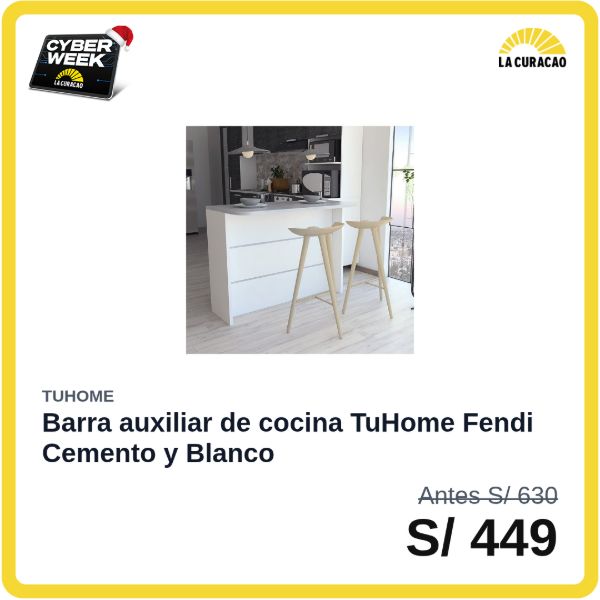 CYBER
WEEK
LA CURACAO
LA CURACAO
TUHOME
Barra auxiliar de cocina TuHome Fendi
Cemento y Blanco
Antes S/ 630
S/ 449